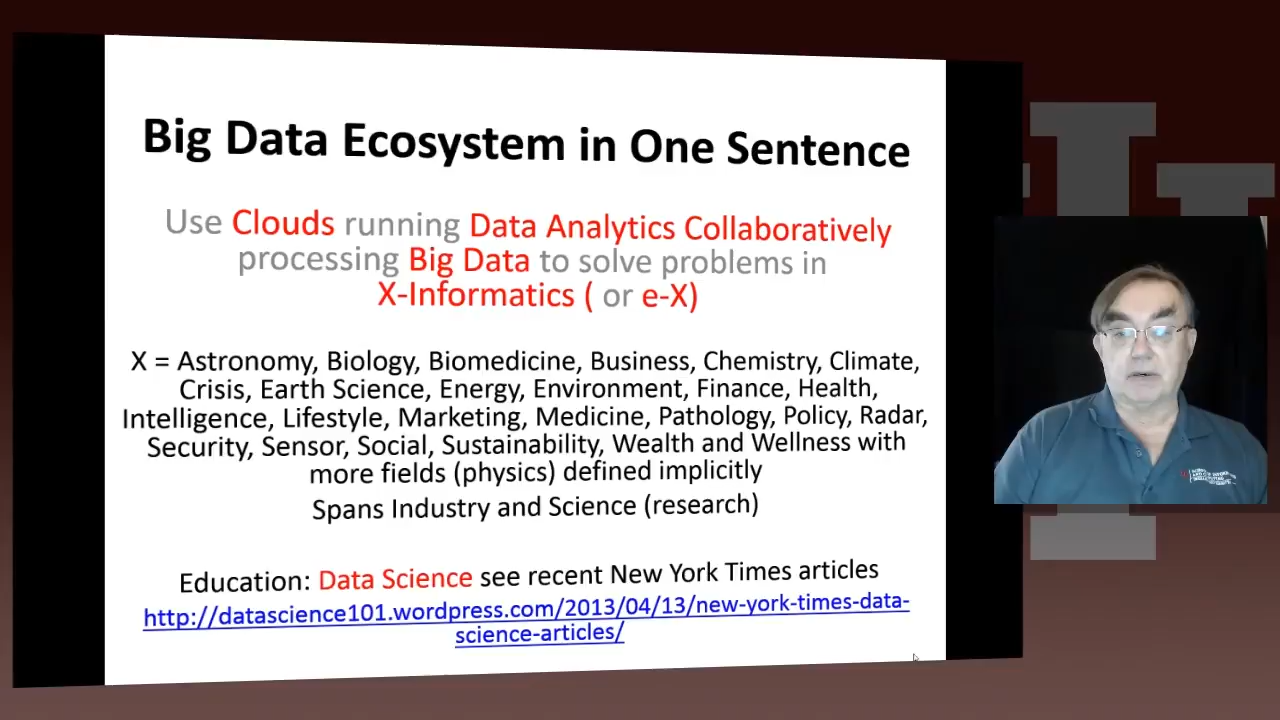 Big Data Ecosystem in One Sentence
Use Clouds running Data Analytics Collaboratively
processing Big Data to solve problems in
X-Informatics ( or e-X)
X = Astronomy, Biology, Biomedicine, Business, Chemistry, Climate,
Crisis, Earth Science, Energy, Environment, Finance, Health,
Intelligence, Lifestyle, Marketing, Medicine, Pathology, Policy, Radar,
Security, Sensor, Social, Sustainability, Wealth and Wellness with
more fields (physics) defined implicitly
Spans Industry and Science (research)
Education: Data Science see recent New York Times articles
http://datascience101.wordpress.com/2013/04/13/new-york-times-data-
science-articles/